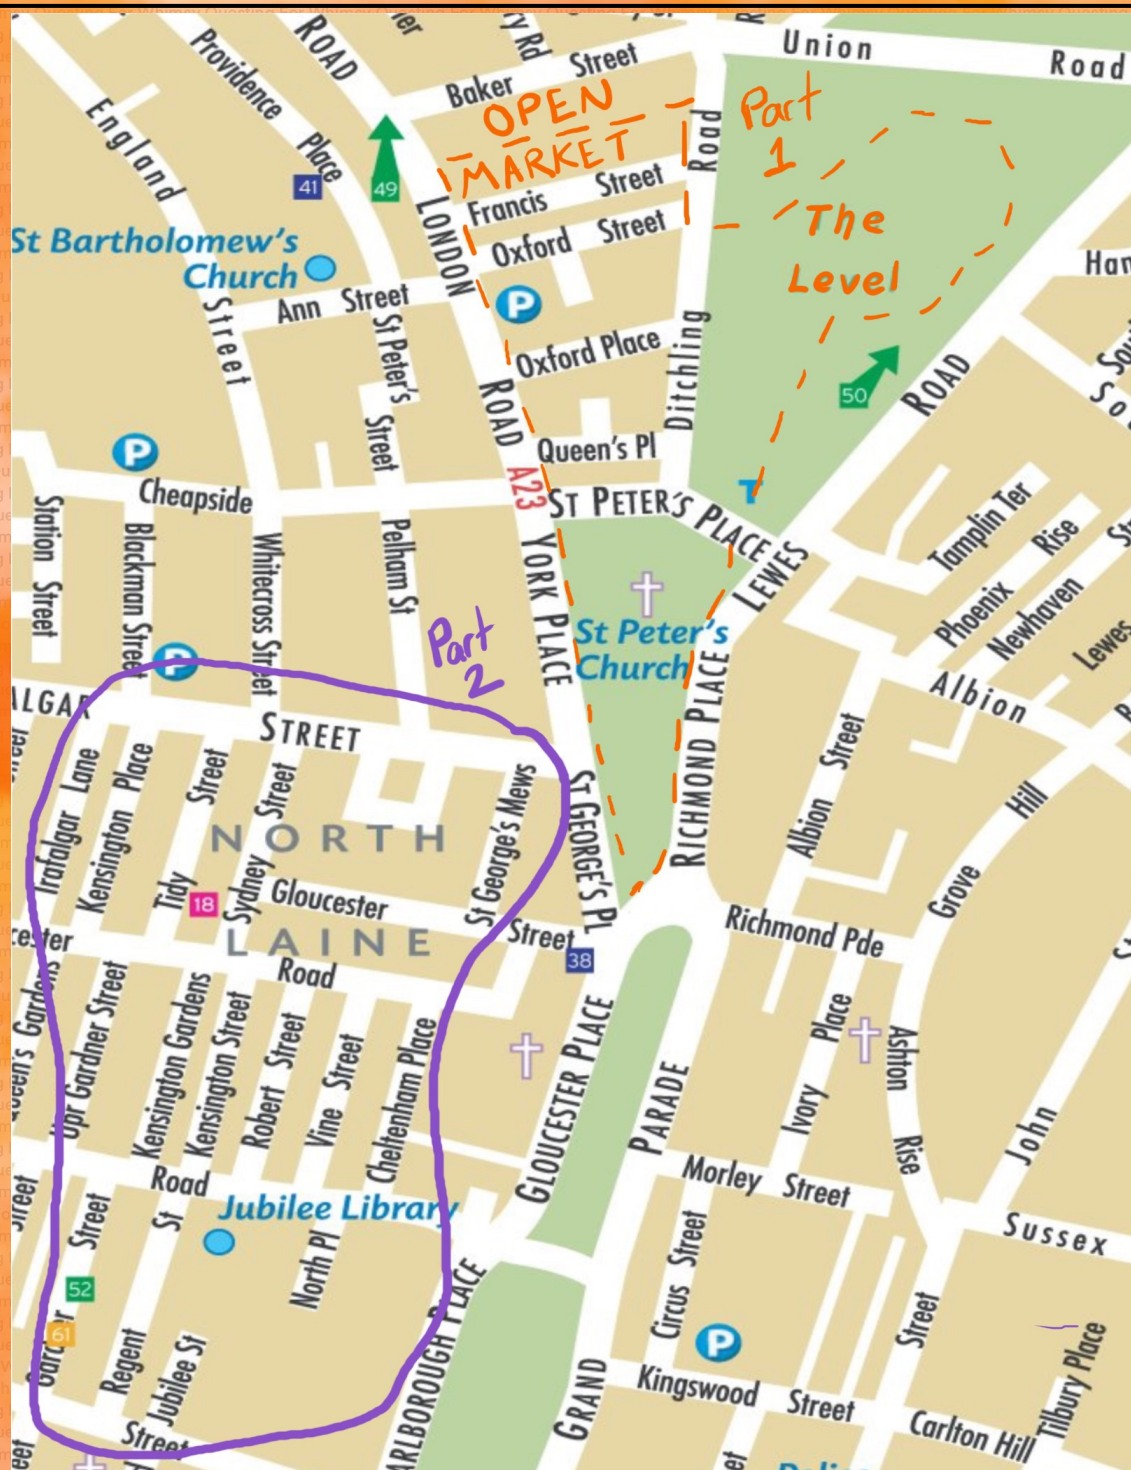 Union
Road
Baker
Street
ROAD
Providence
Place
England
Street
OPEN
MARKET
Part
1
The
Level
Road
Ditchling
41
49
Francis
Street
Oxford
Street
LONDON
ROAD
St Bartholomew's
Church
P
Ann Street
St Peter's
Street
Oxford Place
50
ROAD
P
Queen's Pl
A23
ST PETER'S PLACE
T
Cheapside
Station
Street
Blackman Street
Whitecross Street
Pelham St
YORK PLACE
LEWES
Tamplin Ter
Phoenix
Rise
Newhaven
Lewes
St Peter's
Church
Part
2
P
Albion
STREET
RICHMOND PLACE
Albion
Street
Hill
Grove
Trafalgar Lane
Kensington Place
Tidy
Street
Sydney
Street
St George's Mews
ST GEORGE'S PL
NORTH
LAINE
18
Gloucester
Street
38
Richmond Pde
Road
Upr Gardner Street
Kensington Gardens
Kensington Street
Robert Street
Vine Street
Cheltenham Place
GLOUCESTER PLACE
PARADE
Ivory
Place
Ashton
Rise
John
Road
Jubilee Library
Morley Street
Circus Street
Sussex
Street
Street
52
61
Regent
St
Jubilee St
North Pl
P
Kingswood
Street
Carlton Hill
Tilbury Place
GRAND
Street